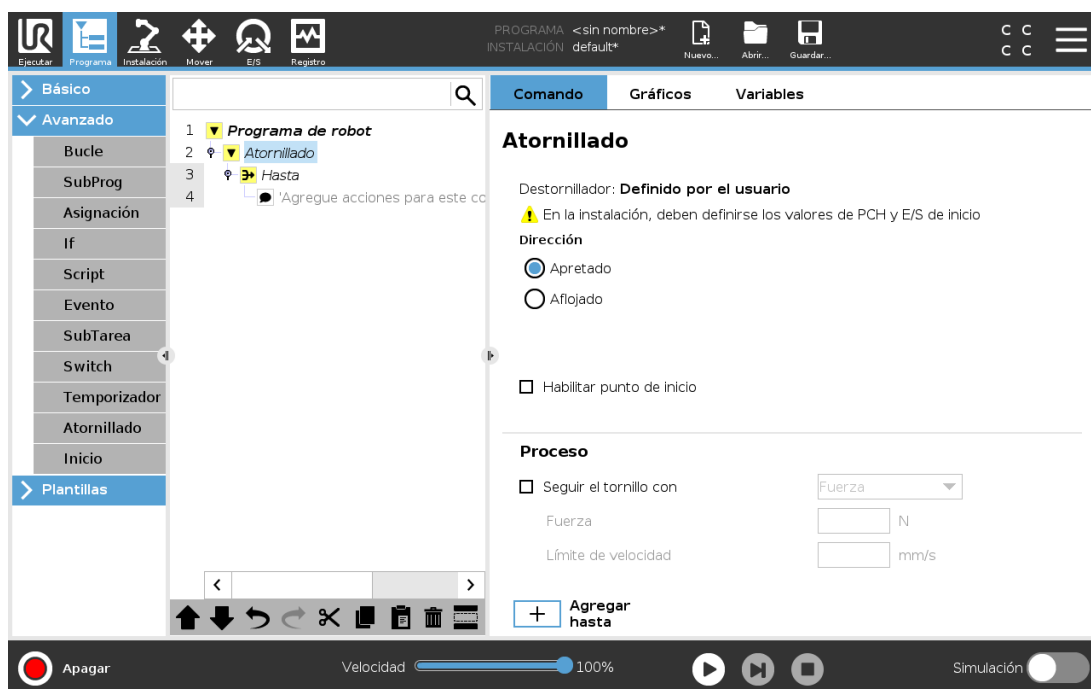 PROGRAMA <sin nombre>*
INSTALACIÓN default*
UR
Ejecutar
Programa
Instalación
Mover
E/S
Registro
Nuevo...
Abrir...
Guardar...
C C
C C
Básico
Avanzado
Bucle
SubProg
Asignación
If
Script
Evento
SubTarea
Switch
Temporizador
Atornillado
Inicio
Plantillas
1 Programa de robot
2 Atornillado
3 Hasta
4 'Agregue acciones para este co
Comando Gráficos Variables
Atornillado
Destornillador: Definido por el usuario
En la instalación, deben definirse los valores de PCH y E/S de inicio
Dirección
Apretado
Aflojado
Habilitar punto de inicio
Proceso
Seguir el tornillo con Fuerza
Fuerza N
Límite de velocidad mm/s
+ Agregar
hasta
Apagar
Velocidad 100%
Simulación